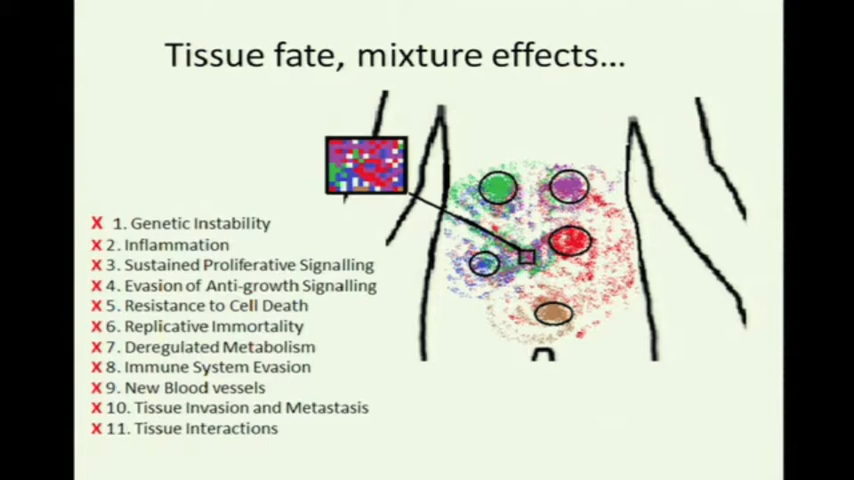 Tissue fate, mixture effects...
X 1. Genetic Instability
X 2. Inflammation
X 3. Sustained Proliferative Signalling
X 4. Evasion of Anti-growth Signalling
X 5. Resistance to Cell Death
X 6. Replicative Immortality
X 7. Deregulated Metabolism
X 8. Immune System Evasion
X 9. New Blood vessels
X 10. Tissue Invasion and Metastasis
X 11. Tissue Interactions